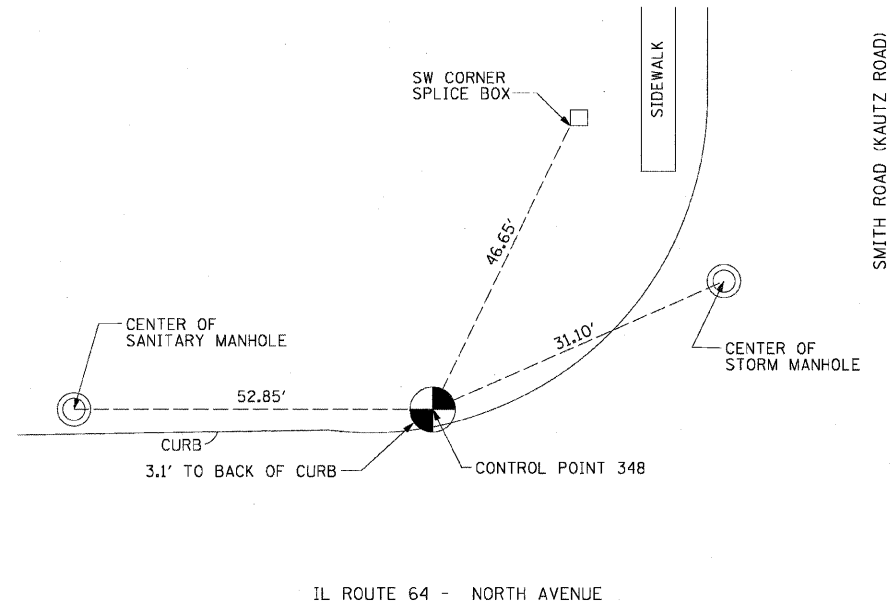 SW CORNER
SPLICE BOX
SIDEWALK
SMITH ROAD (KAUTZ ROAD)
46.65'
CENTER OF
SANITARY MANHOLE
31.10'
CENTER OF
STORM MANHOLE
52.85'
CURB
3.1' TO BACK OF CURB
CONTROL POINT 348
IL ROUTE 64 - NORTH AVENUE